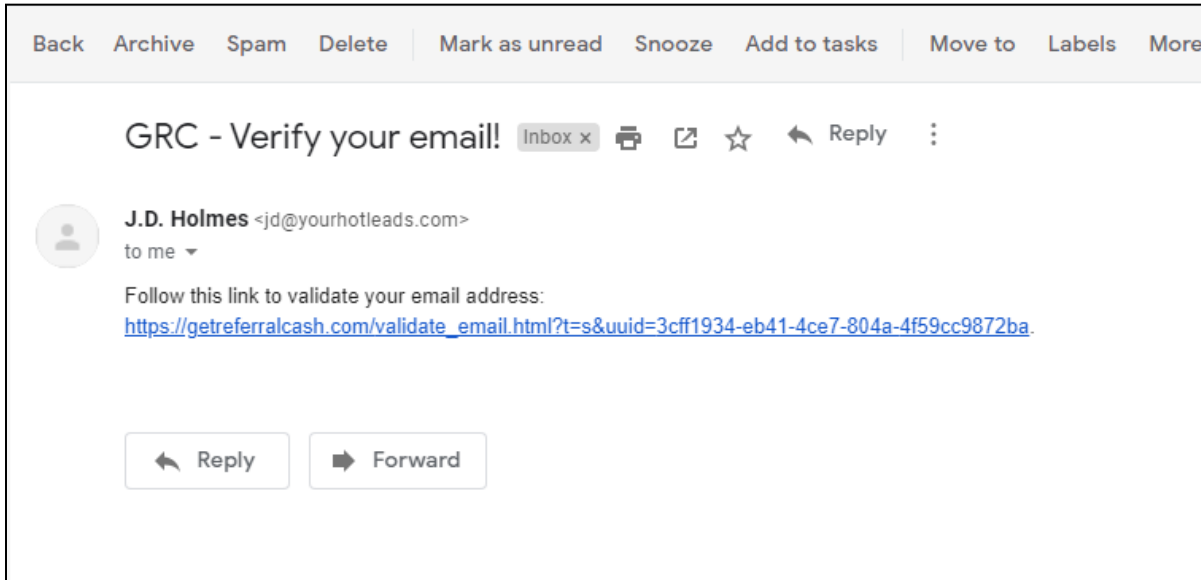 Back Archive Spam Delete Mark as unread Snooze Add to tasks Move to Labels More
GRC - Verify your email! Inbox x Reply
J.D. Holmes <jd@yourhotleads.com>
to me
Follow this link to validate your email address:
https://getreferralcash.com/validate_email.html?t=s&uuid=3cff1934-eb41-4ce7-804a-4f59cc9872ba.
Reply Forward